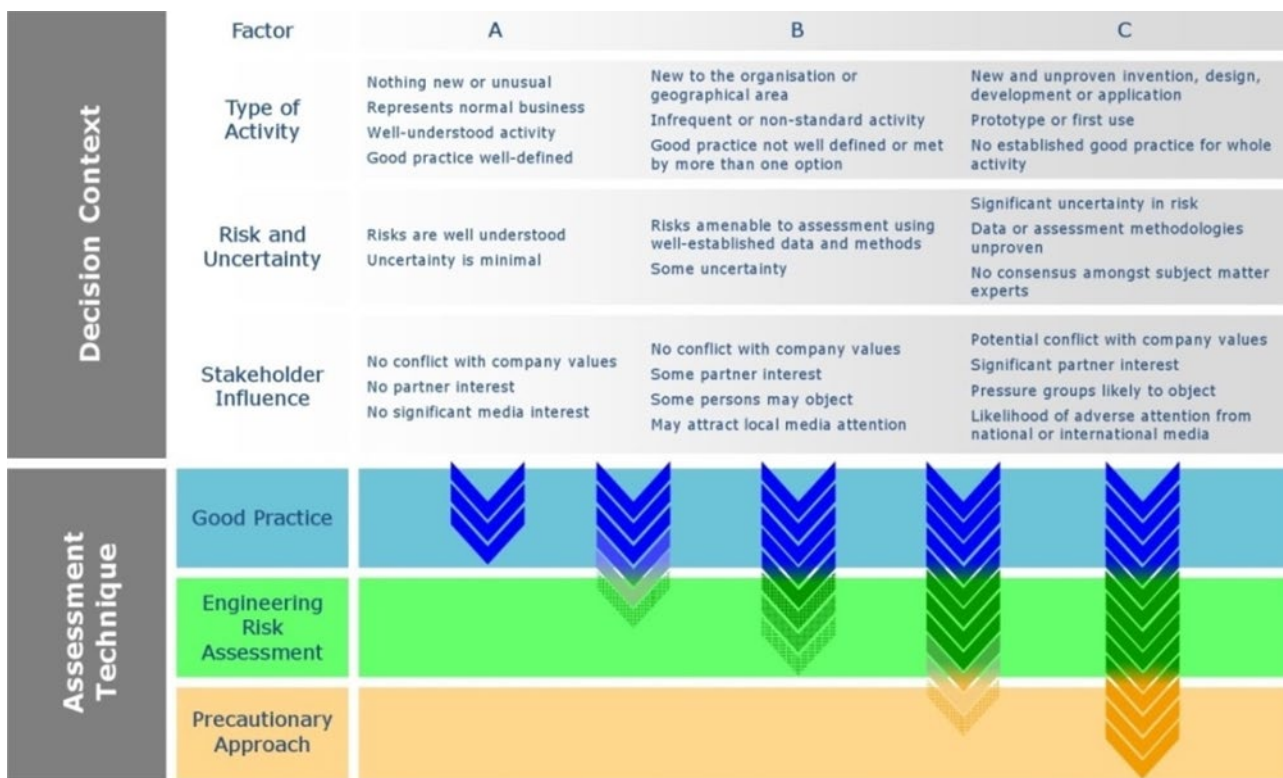 Decision Context
Factor
A
B
C
Type of
Activity
Nothing new or unusual
Represents normal business
Well-understood activity
Good practice well-defined
New to the organisation or
geographical area
Infrequent or non-standard activity
Good practice not well defined or met
by more than one option
New and unproven invention, design,
development or application
Prototype or first use
No established good practice for whole
activity
Risk and
Uncertainty
Risks are well understood
Uncertainty is minimal
Risks amenable to assessment using
well-established data and methods
Some uncertainty
Significant uncertainty in risk
Data or assessment methodologies
unproven
No consensus amongst subject matter
experts
Stakeholder
Influence
No conflict with company values
No partner interest
No significant media interest
No conflict with company values
Some partner interest
Some persons may object
May attract local media attention
Potential conflict with company values
Significant partner interest
Pressure groups likely to object
Likelihood of adverse attention from
national or international media
Assessment
Technique
Good Practice
Engineering
Risk
Assessment
Precautionary
Approach